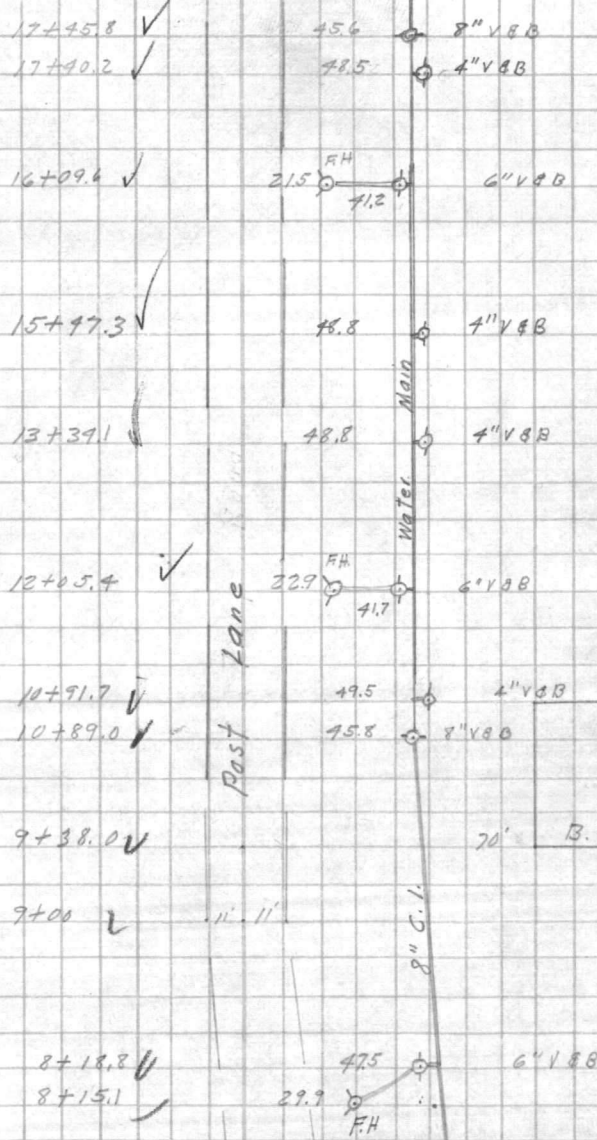 17+45.8 45.6 8" V&B
17+40.2 48.5 4" V&B
F.H
16+09.6 21.5 41.2 6" V&B
15+47.3 48.8 4" V&B
Water Main
13+39.1 48.8 4" V&B
F.H.
12+05.4 22.9 41.7 6" V&B
Post Lane
10+91.7 49.5 4" V&B
10+89.0 45.8 8" V&B
9+38.0 70' B.
9+00 11' 11'
8" C.I.
8+18.8 47.5 6" V&B
8+15.1 29.9
F.H